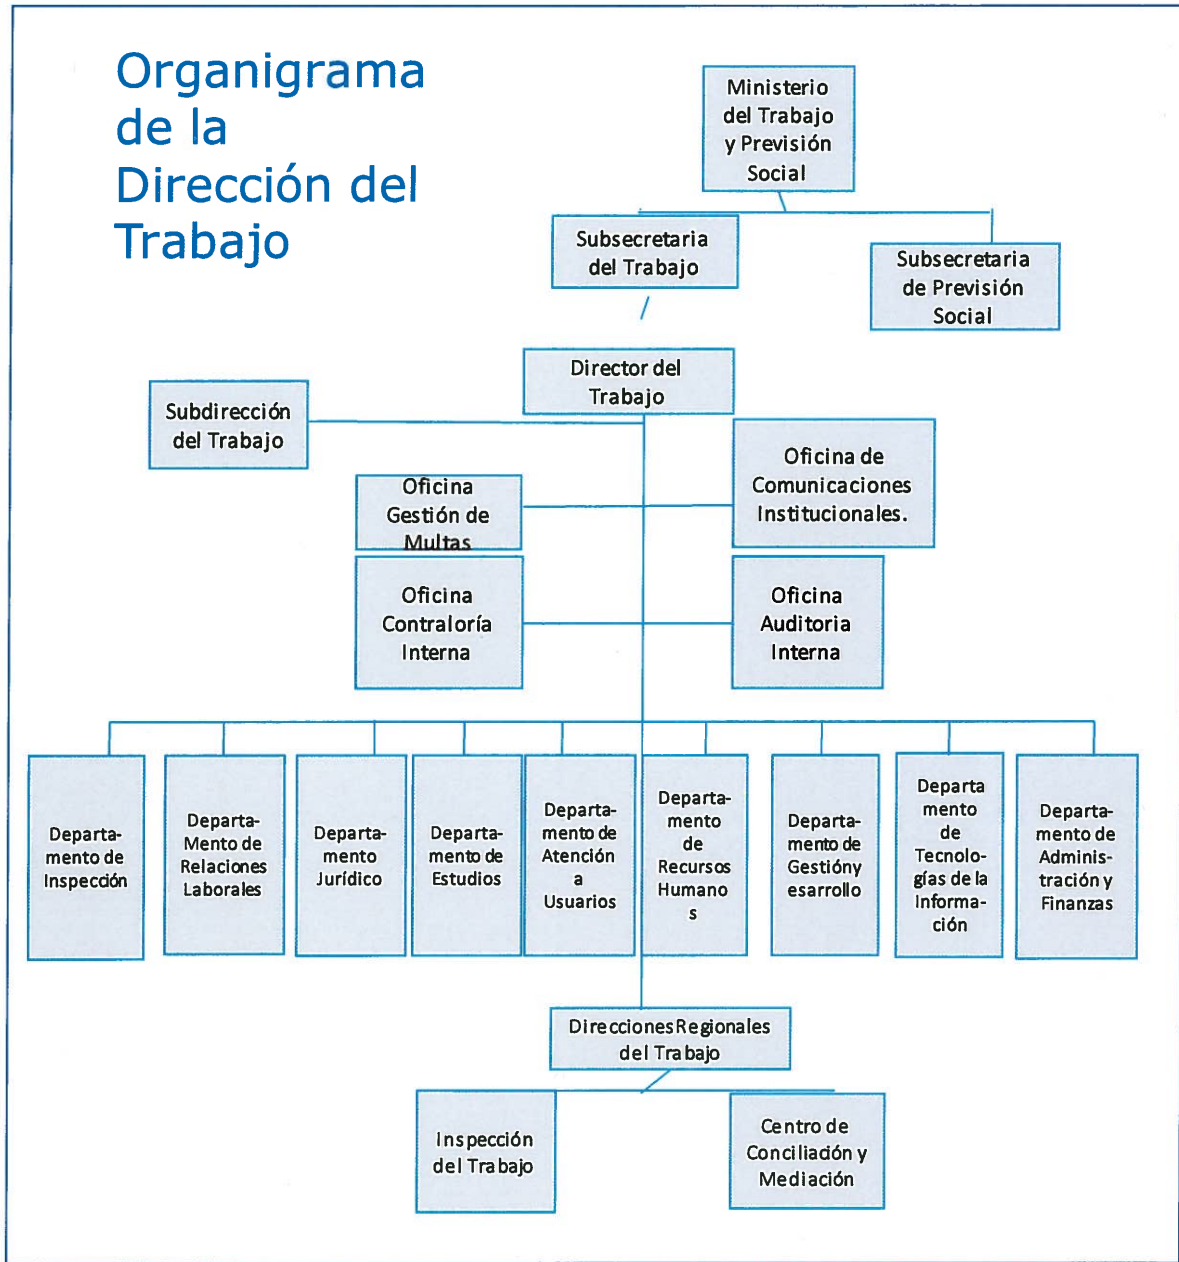 Organigrama
de la
Dirección del
Trabajo
Ministerio
del Trabajo
y Previsión
Social
Subsecretaria
del Trabajo
Subsecretaria
de Previsión
Social
Director del
Trabajo
Subdirección
del Trabajo
Oficina de
Comunicaciones
Institucionales.
Oficina
Gestión de
Multas
Oficina
Contraloría
Interna
Oficina
Auditoria
Interna
Departa-
mento de
Inspección
Departa-
Mento de
Relaciones
Laborales
Departa-
mento
Jurídico
Departa-
mento de
Estudios
Departa-
mento de
Atención
a
Usuarios
Departa-
mento
de
Recursos
Humano
s
Departa-
mento de
Gestión y
esarrollo
Departa
mento
de
Tecnolo-
gías de la
Informa-
ción
Departa-
mento de
Adminis-
tración y
Finanzas
Direcciones Regionales
del Trabajo
Inspección
del Trabajo
Centro de
Conciliación y
Mediación